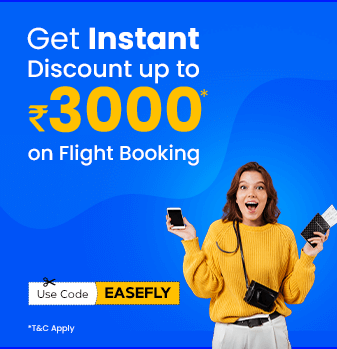 Get Instant
Discount up to
₹3000*
on Flight Booking
Use Code EASEFLY
*T&C Apply